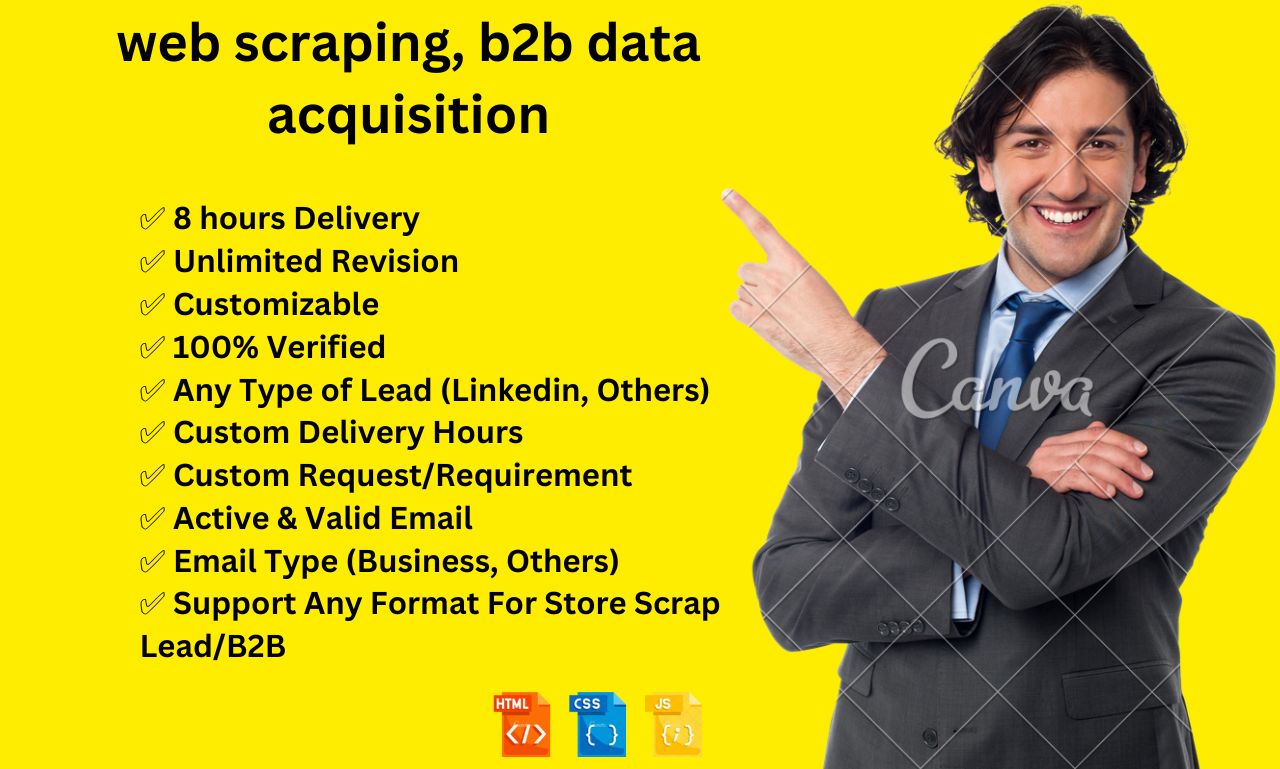 web scraping, b2b data
acquisition
✅ 8 hours Delivery
✅ Unlimited Revision
✅ Customizable
✅ 100% Verified
✅ Any Type of Lead (Linkedin, Others)
✅ Custom Delivery Hours
✅ Custom Request/Requirement
✅ Active & Valid Email
✅ Email Type (Business, Others)
✅ Support Any Format For Store Scrap
Lead/B2B
Canva
HTML CSS JS